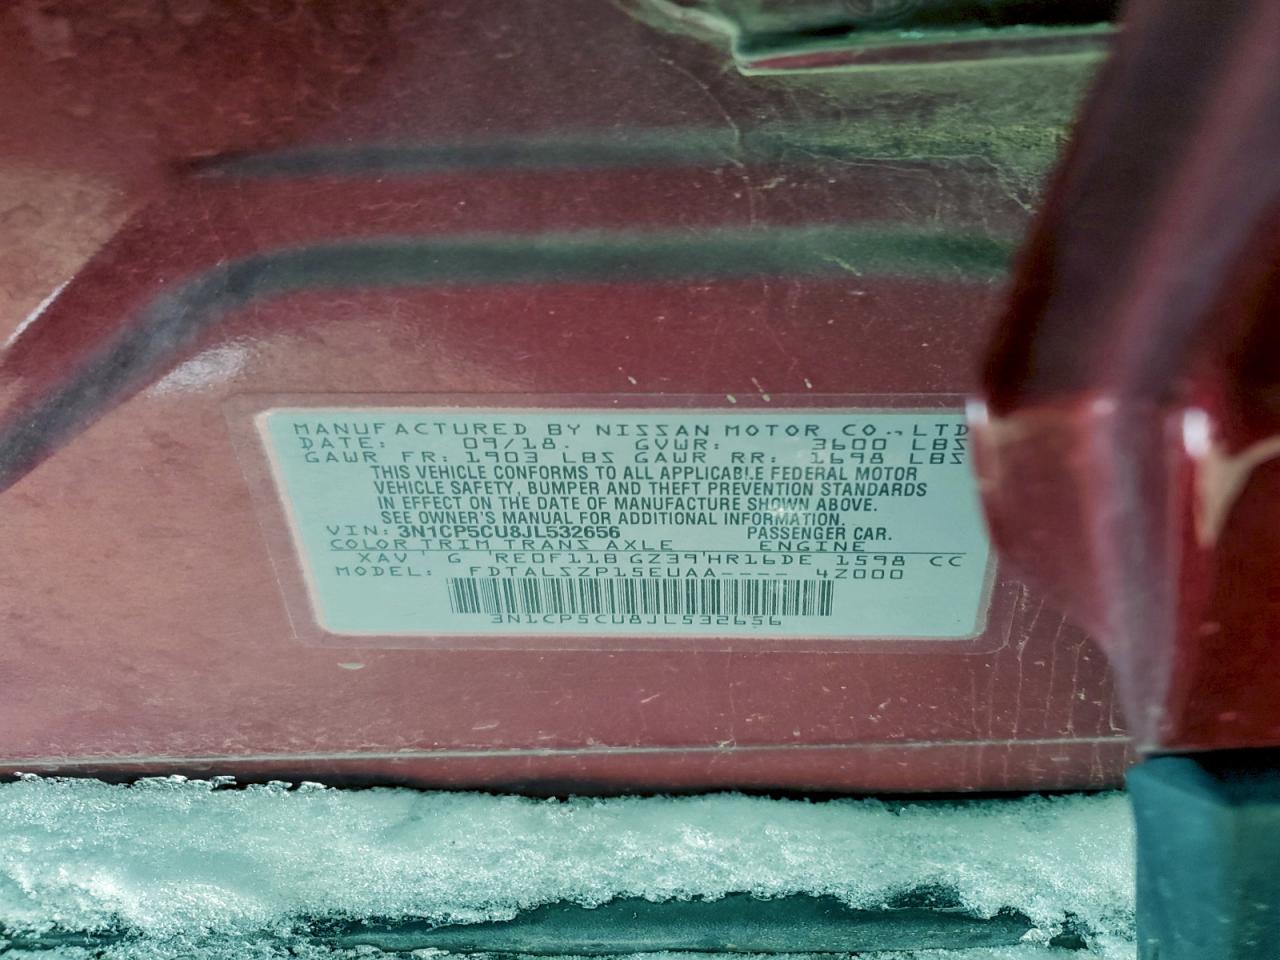 MANUFACTURED BY NISSAN MOTOR CO., LTD
DATE: 09/18. GVWR: 3600 LBS
GAWR FR: 1903 LBS GAWR RR: 1698 LBS
THIS VEHICLE CONFORMS TO ALL APPLICABLE FEDERAL MOTOR
VEHICLE SAFETY, BUMPER AND THEFT PREVENTION STANDARDS
IN EFFECT ON THE DATE OF MANUFACTURE SHOWN ABOVE.
SEE OWNER'S MANUAL FOR ADDITIONAL INFORMATION.
VIN: 3N1CP5CU8JL532656 PASSENGER CAR.
COLOR TRIM TRANS AXLE ENGINE
XAV ' G 'RE0F11B GZ39'HR16DE 1598 CC
MODEL: FDTALSZP15EUAA---- 4Z000
3N1CP5CU8JL532656